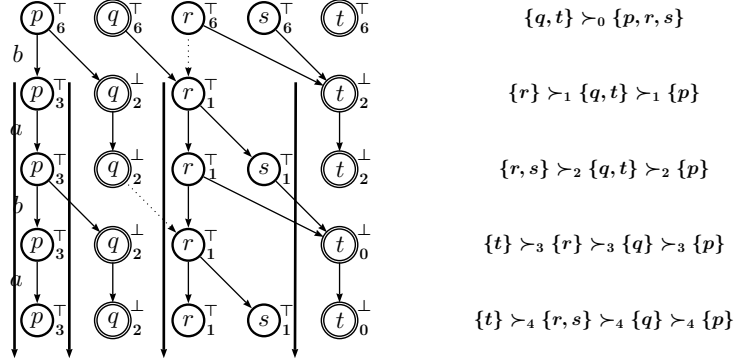 p ⊤ 6 q ⊤ 6 r ⊤ 6 s ⊤ 6 t ⊤ 6 {q, t} ≻₀ {p, r, s}
b
p ⊤ 3 q ⊥ 2 r ⊤ 1 t ⊥ 2 {r} ≻₁ {q, t} ≻₁ {p}
a
p ⊤ 3 q ⊥ 2 r ⊤ 1 s ⊤ 1 t ⊥ 2 {r, s} ≻₂ {q, t} ≻₂ {p}
b
p ⊤ 3 q ⊥ 2 r ⊤ 1 t ⊥ 0 {t} ≻₃ {r} ≻₃ {q} ≻₃ {p}
a
p ⊤ 3 q ⊥ 2 r ⊤ 1 s ⊤ 1 t ⊥ 0 {t} ≻₄ {r, s} ≻₄ {q} ≻₄ {p}